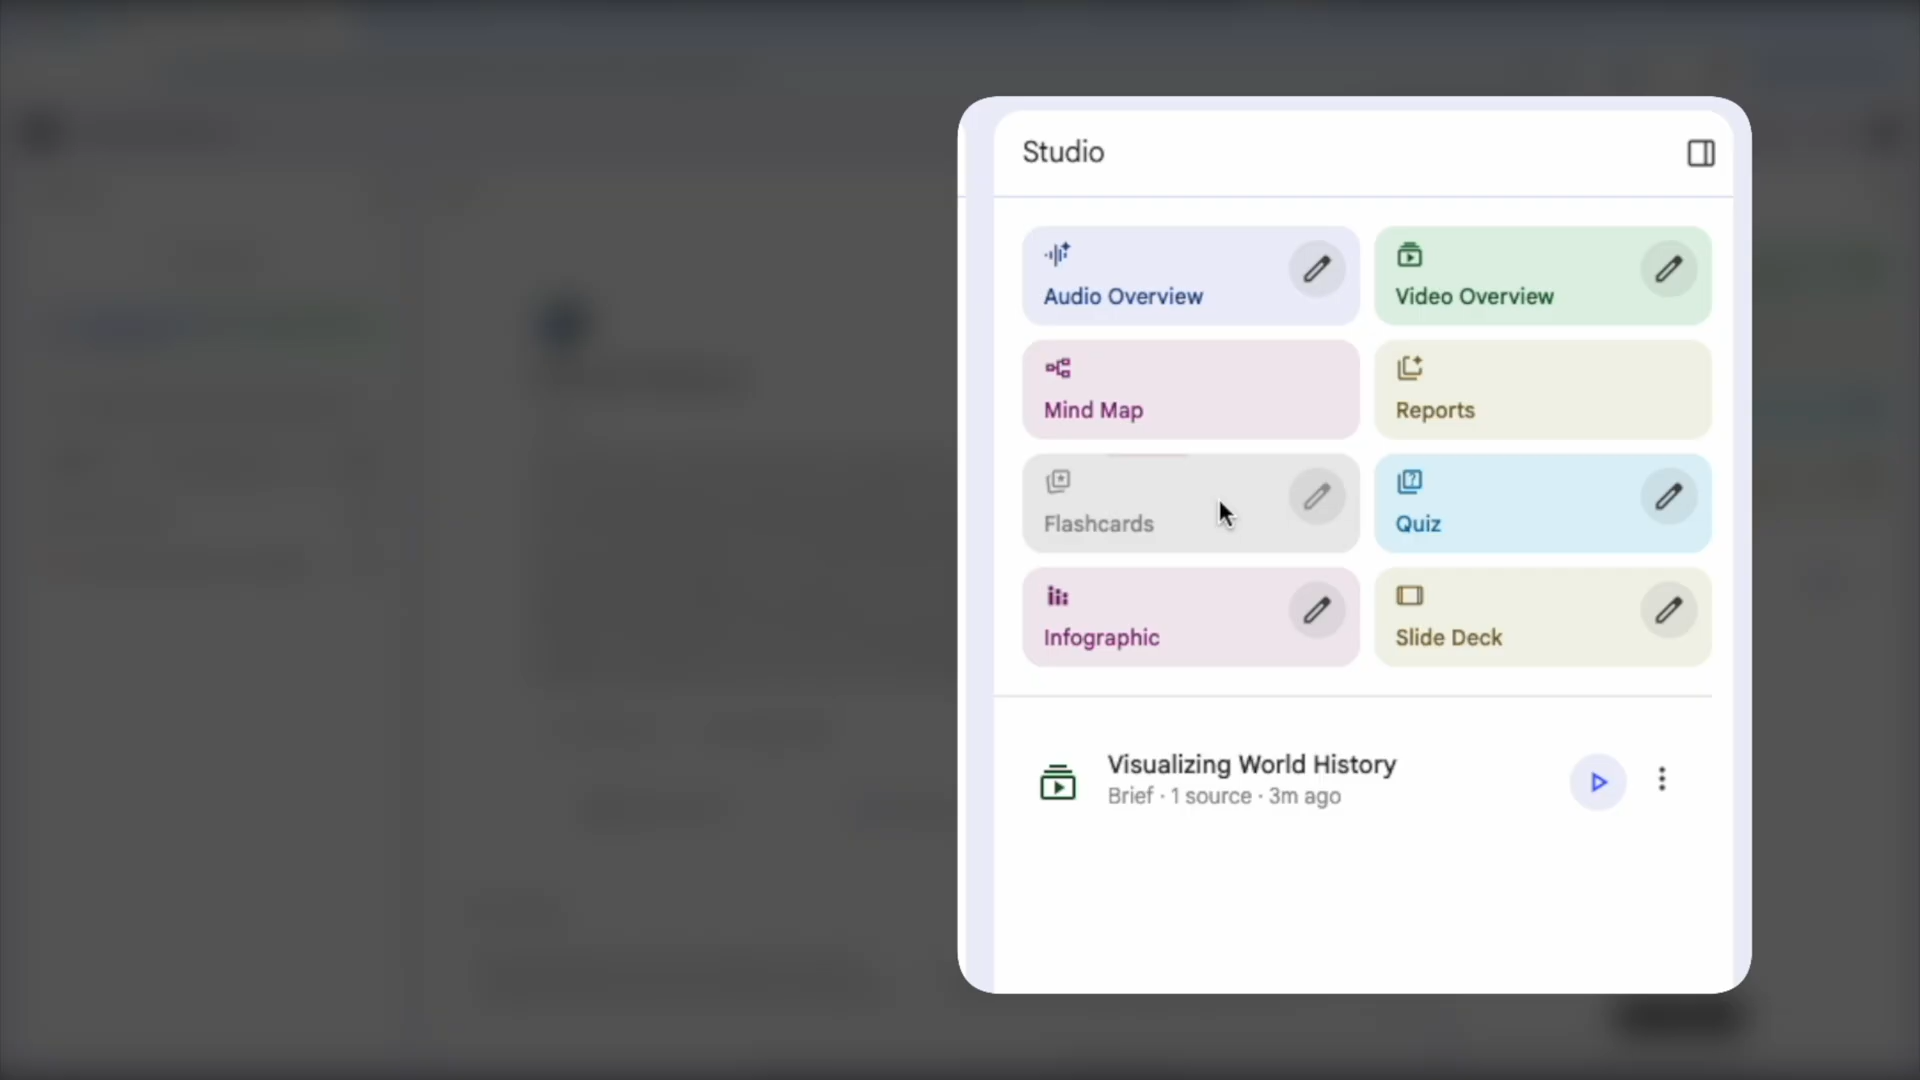 Studio
Audio Overview
Video Overview
Mind Map
Reports
Flashcards
Quiz
Infographic
Slide Deck
Visualizing World History
Brief · 1 source · 3m ago